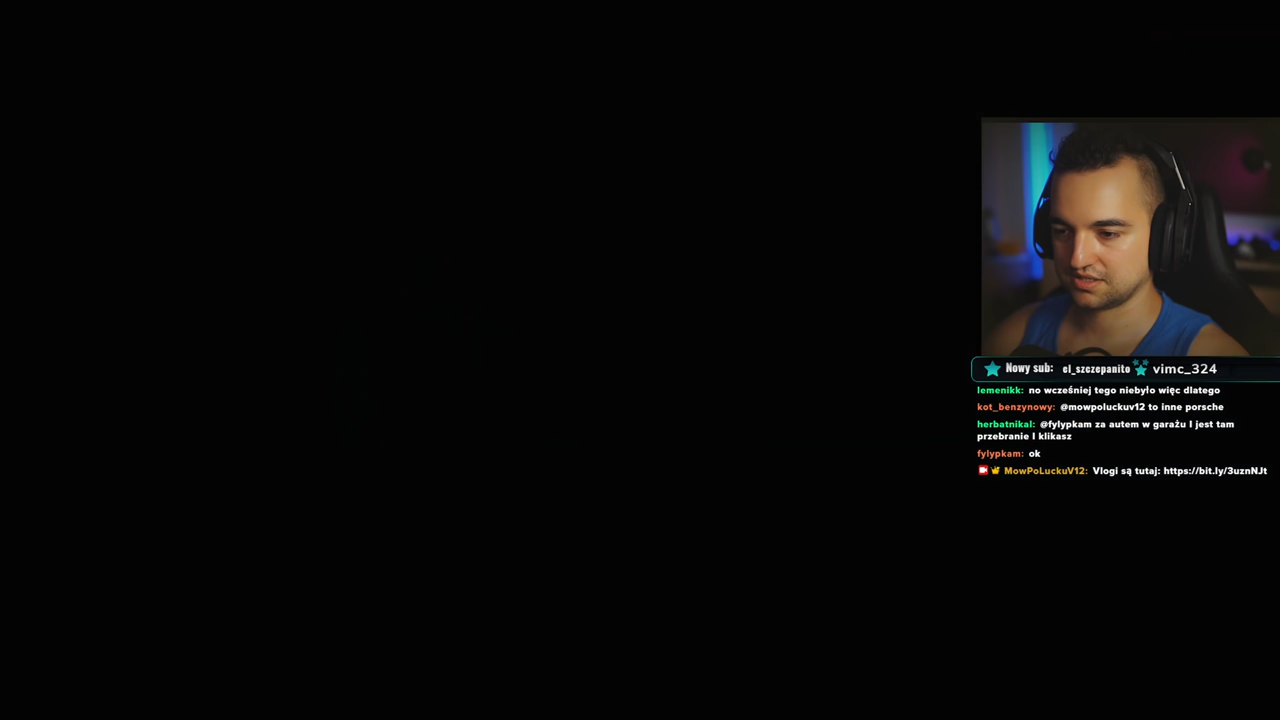 Nowy sub: el_szczepanito vimc_324
lemenikk: no wcześniej tego niebyło więc dlatego
kot_benzynowy: @mowpoluckuv12 to inne porsche
herbatnikal: @fylypkam za autem w garażu I jest tam
przebranie I klikasz
fylypkam: ok
MowPoLuckuV12: Vlogi są tutaj: https://bit.ly/3uznNJt